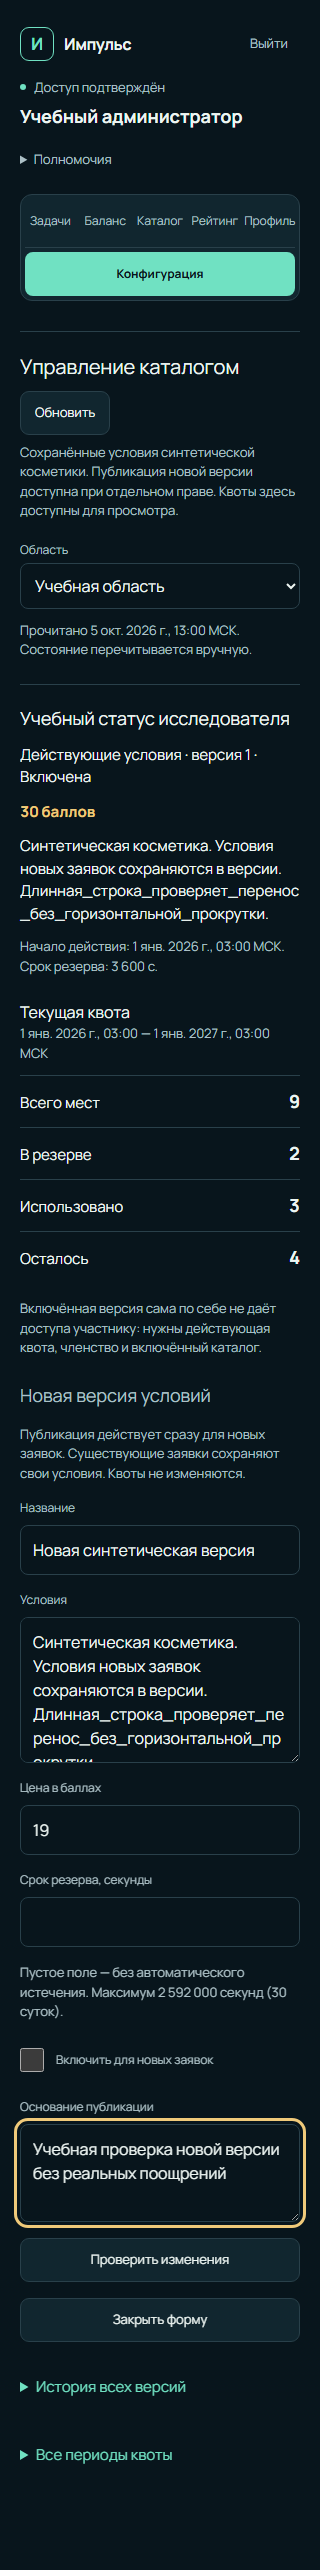 И Импульс Выйти
Доступ подтверждён
Учебный администратор
Полномочия
Задачи Баланс Каталог Рейтинг Профиль
Конфигурация
Управление каталогом
Обновить
Сохранённые условия синтетической
косметики. Публикация новой версии
доступна при отдельном праве. Квоты здесь
доступны для просмотра.
Область
Учебная область
Прочитано 5 окт. 2026 г., 13:00 МСК.
Состояние перечитывается вручную.
Учебный статус исследователя
Действующие условия · версия 1 ·
Включена
30 баллов
Синтетическая косметика. Условия
новых заявок сохраняются в версии.
Длинная_строка_проверяет_перенос
_без_горизонтальной_прокрутки.
Начало действия: 1 янв. 2026 г., 03:00 МСК.
Срок резерва: 3 600 с.
Текущая квота
1 янв. 2026 г., 03:00 — 1 янв. 2027 г., 03:00
МСК
Всего мест 9
В резерве 2
Использовано 3
Осталось 4
Включённая версия сама по себе не даёт
доступа участнику: нужны действующая
квота, членство и включённый каталог.
Новая версия условий
Публикация действует сразу для новых
заявок. Существующие заявки сохраняют
свои условия. Квоты не изменяются.
Название
Новая синтетическая версия
Условия
Синтетическая косметика.
Условия новых заявок
сохраняются в версии.
Длинная_строка_проверяет_пе
ренос_без_горизонтальной_пр
окрутки.
Цена в баллах
19
Срок резерва, секунды
Пустое поле — без автоматического
истечения. Максимум 2 592 000 секунд (30
суток).
Включить для новых заявок
Основание публикации
Учебная проверка новой версии
без реальных поощрений
Проверить изменения
Закрыть форму
История всех версий
Все периоды квоты